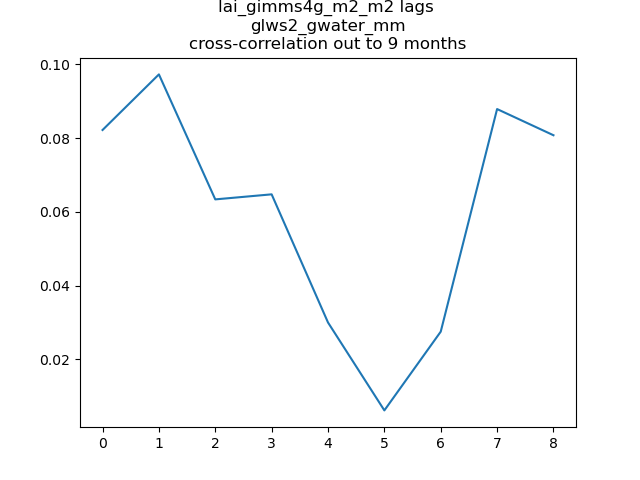 lai_gimms4g_m2_m2 lags
glws2_gwater_mm
cross-correlation out to 9 months
0.10
0.08
0.06
0.04
0.02
0 1 2 3 4 5 6 7 8